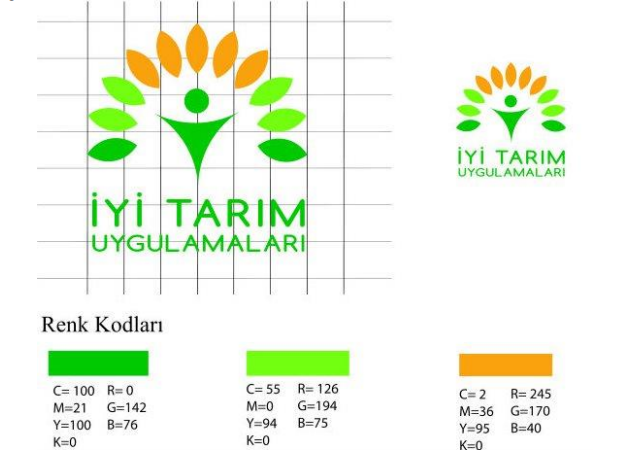 İYİ TARIM
UYGULAMALARI
İYİ TARIM
UYGULAMALARI
Renk Kodları
C= 100 R= 0
M=21 G=142
Y=100 B=76
K=0
C= 55 R= 126
M=0 G=194
Y=94 B=75
K=0
C= 2 R= 245
M=36 G=170
Y=95 B=40
K=0